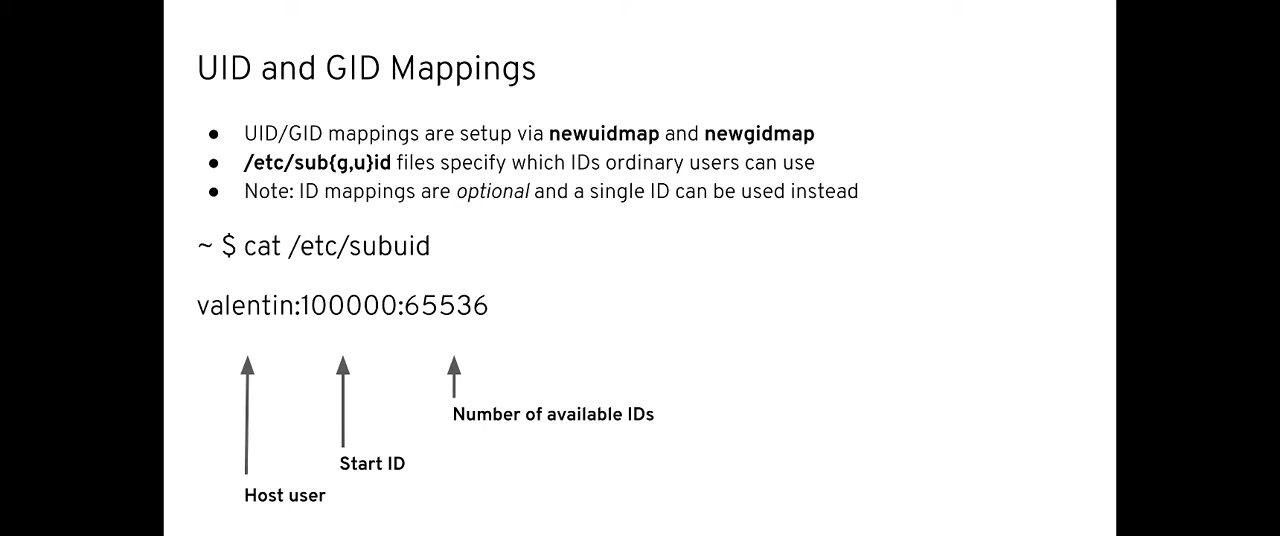 UID and GID Mappings
● UID/GID mappings are setup via newuidmap and newgidmap
● /etc/sub{g,u}id files specify which IDs ordinary users can use
● Note: ID mappings are optional and a single ID can be used instead
~ $ cat /etc/subuid
valentin:100000:65536
Number of available IDs
Start ID
Host user